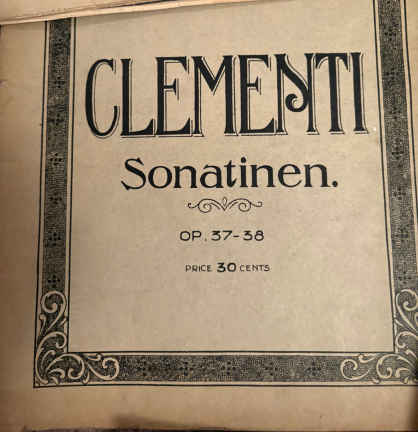 CLEMENTI
Sonatinen.
OP. 37-38
PRICE 30 CENTS